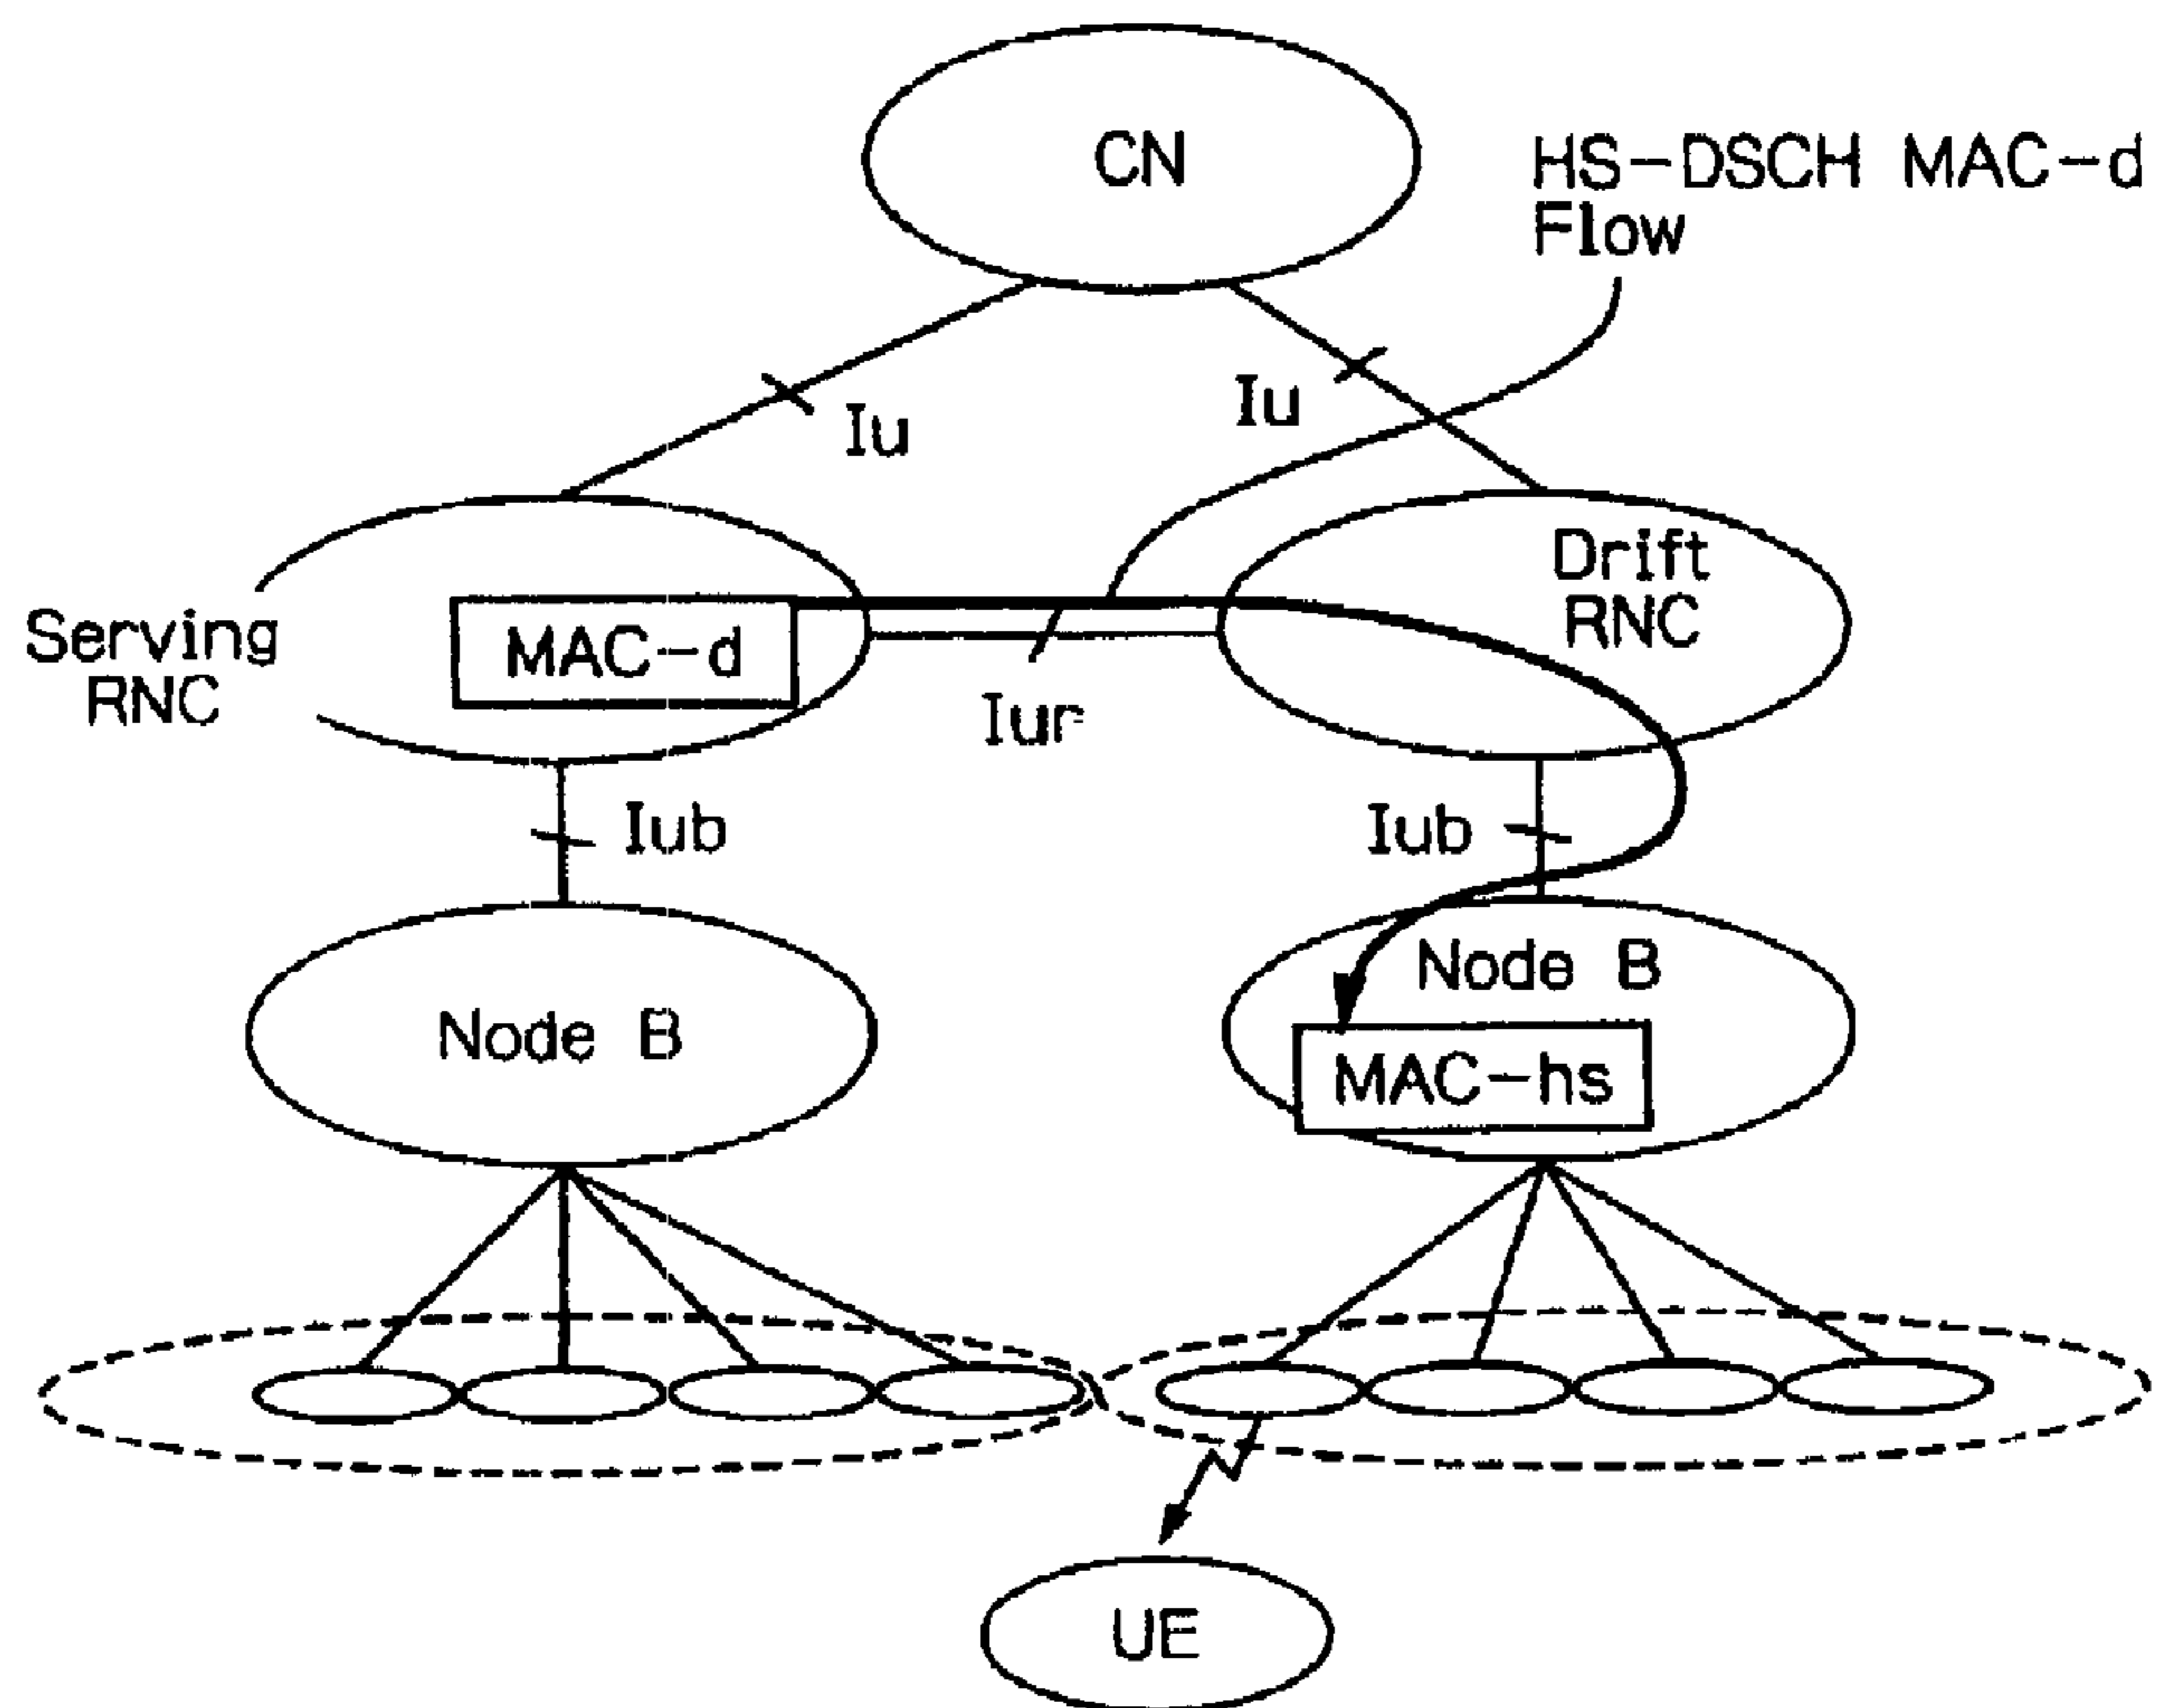 CN
HS-DSCH MAC-d
Flow
Iu
Iu
Drift
RNC
Serving
RNC
MAC-d
Iur
Iub
Iub
Node B
Node B
MAC-hs
UE